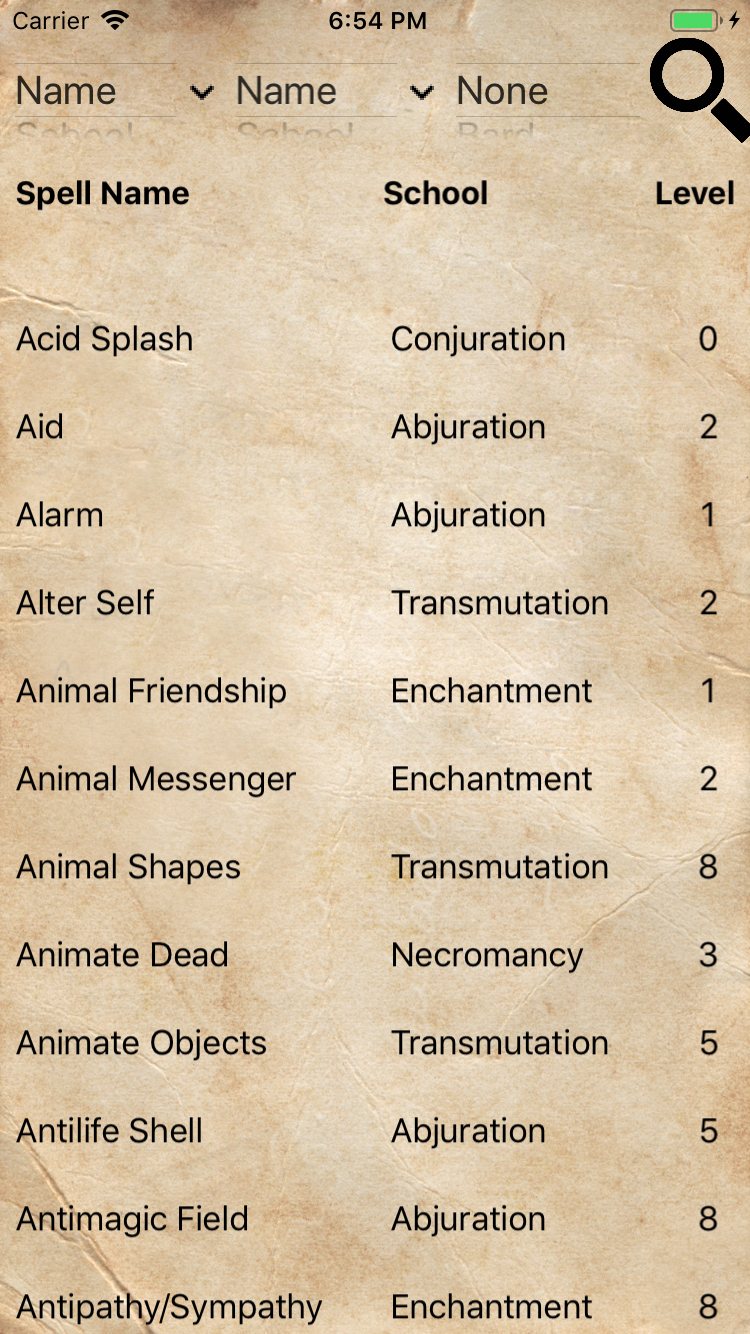 Carrier 6:54 PM
Name Name None
School School Bard
Spell Name School Level
Acid Splash Conjuration 0
Aid Abjuration 2
Alarm Abjuration 1
Alter Self Transmutation 2
Animal Friendship Enchantment 1
Animal Messenger Enchantment 2
Animal Shapes Transmutation 8
Animate Dead Necromancy 3
Animate Objects Transmutation 5
Antilife Shell Abjuration 5
Antimagic Field Abjuration 8
Antipathy/Sympathy Enchantment 8